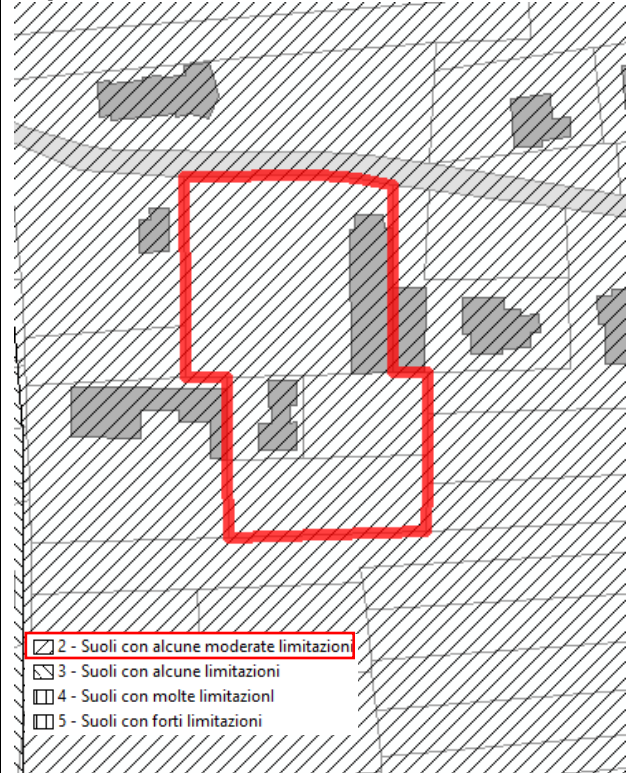 2 - Suoli con alcune moderate limitazioni
3 - Suoli con alcune limitazioni
4 - Suoli con molte limitazionI
5 - Suoli con forti limitazioni